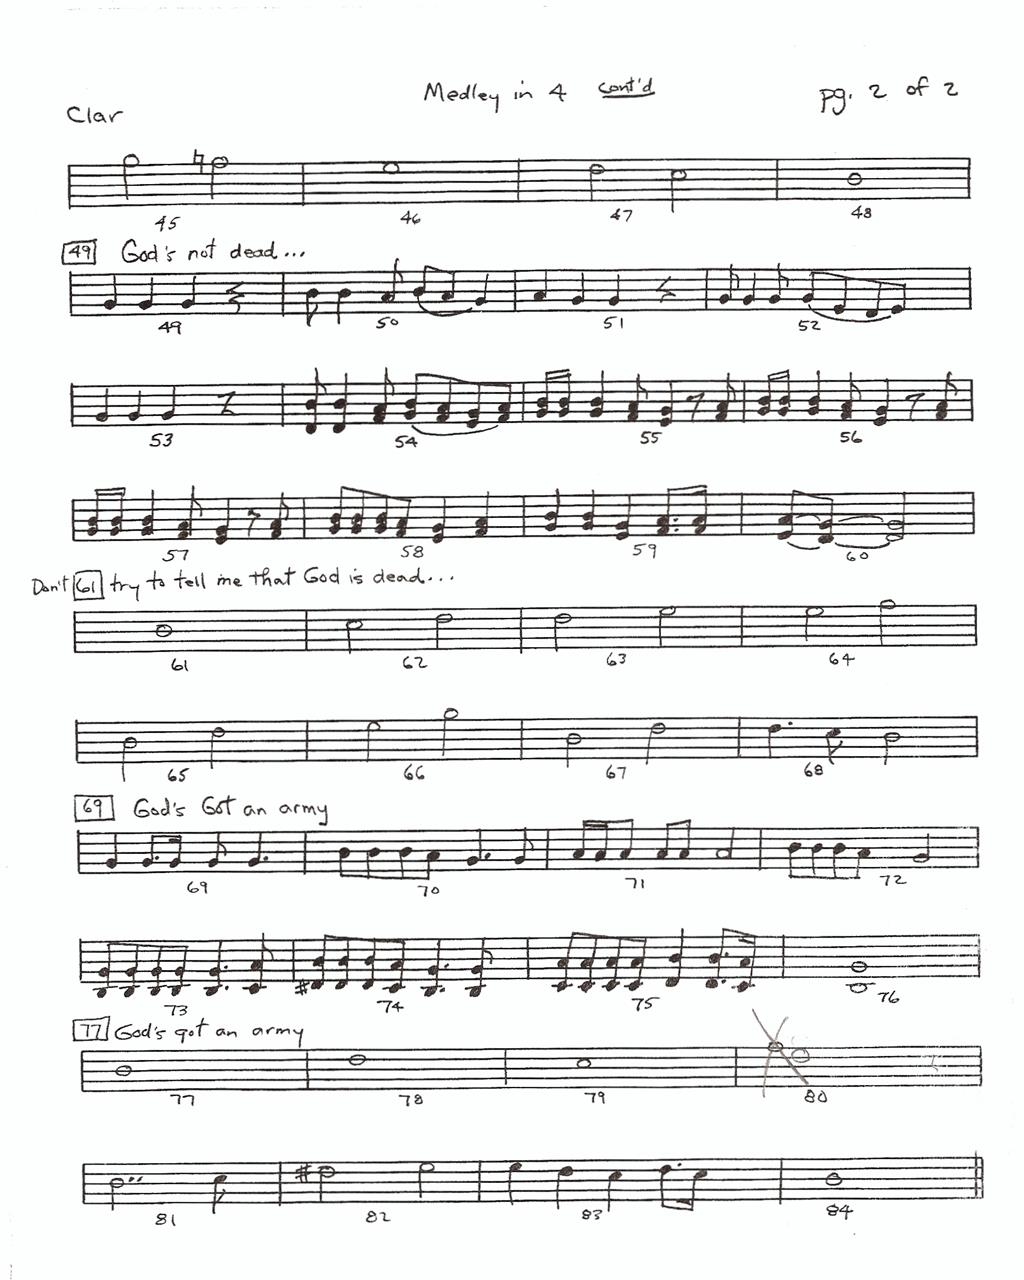 Medley in 4 cont'd pg. 2 of 2
Clar
45 46 47 48
49 God's not dead...
49 50 51 52
53 54 55 56
57 58 59 60
Don't 61 try to tell me that God is dead...
61 62 63 64
65 66 67 68
69 God's Got an army
69 70 71 72
73 74 75 76
77 God's got an army
77 78 79 80
81 82 83 84